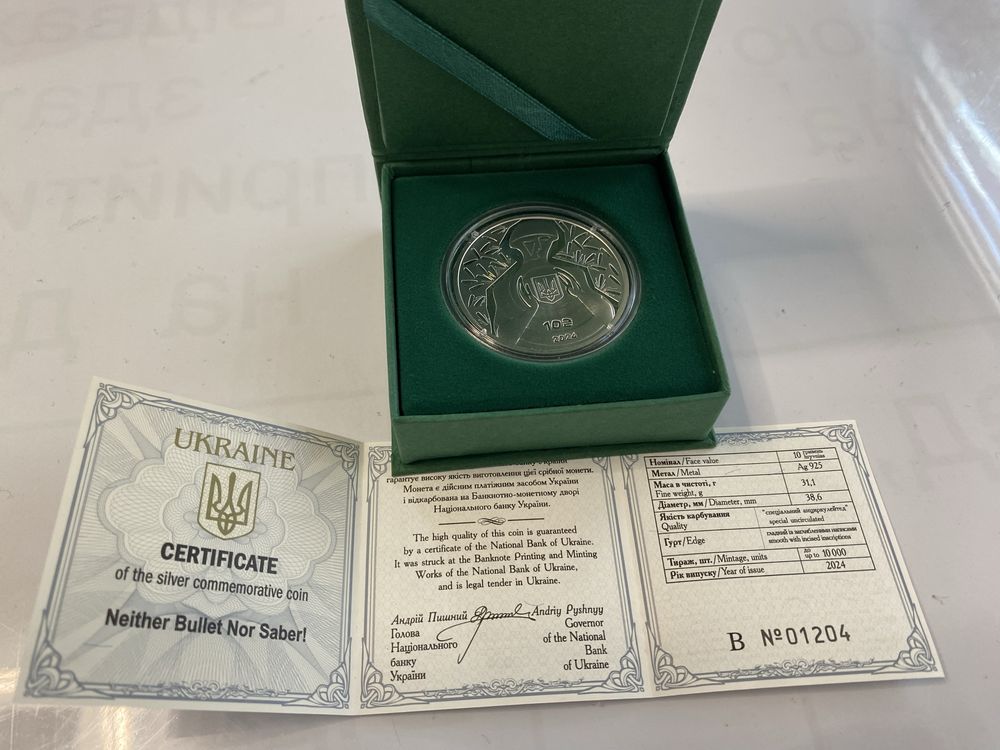 10₴
2024
UKRAINE
CERTIFICATE
of the silver commemorative coin
Neither Bullet Nor Saber!
гарантує високу якість виготовлення цієї срібної монети.
Монета є дійсним платіжним засобом України
і відкарбована на Банкнотно-монетному дворі
Національного банку України.
The high quality of this coin is guaranteed
by a certificate of the National Bank of Ukraine.
It was struck at the Banknote Printing and Minting
Works of the National Bank of Ukraine,
and is legal tender in Ukraine.
Андрій Пишний Andriy Pyshnyy
Голова Governor
Національного of the National
банку Bank
України of Ukraine
Номінал/Face value 10 гривень hryvnias
Метал/Metal Ag 925
Маса в чистоті, г 31,1
Fine weight, g
Діаметр, мм/Diameter, mm 38,6
Якість карбування "спеціальний анциркулейтед"
Quality special uncirculated
Гурт/Edge гладкий із заглибленими написами
smooth with incised inscriptions
Тираж, шт./Mintage, units до up to 10 000
Рік випуску/Year of issue 2024
В №01204